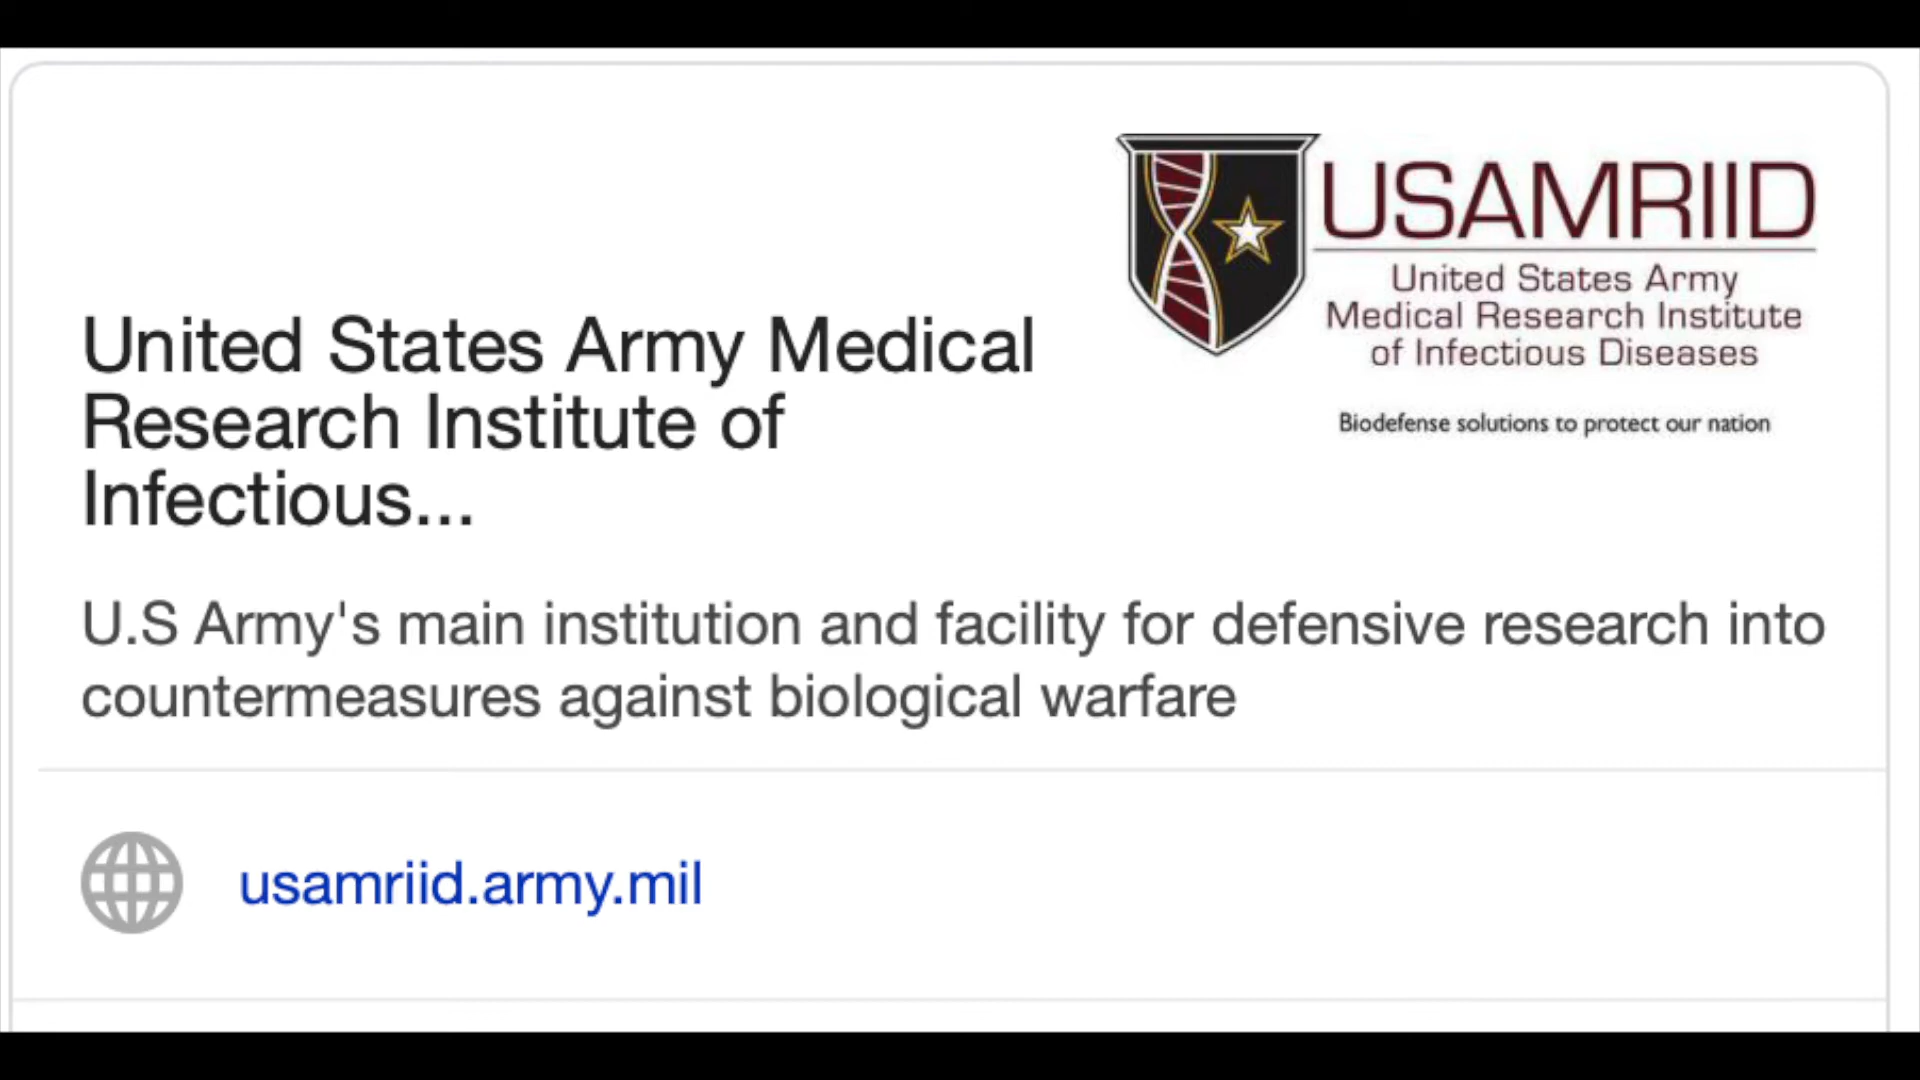 USAMRIID
United States Army
Medical Research Institute
of Infectious Diseases
Biodefense solutions to protect our nation
United States Army Medical
Research Institute of
Infectious...
U.S Army's main institution and facility for defensive research into
countermeasures against biological warfare
usamriid.army.mil